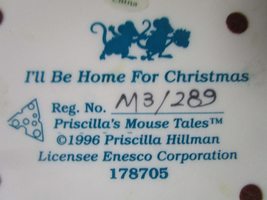 China
I'll Be Home For Christmas
Reg. No. M3/289
Priscilla's Mouse Tales™
©1996 Priscilla Hillman
Licensee Enesco Corporation
178705